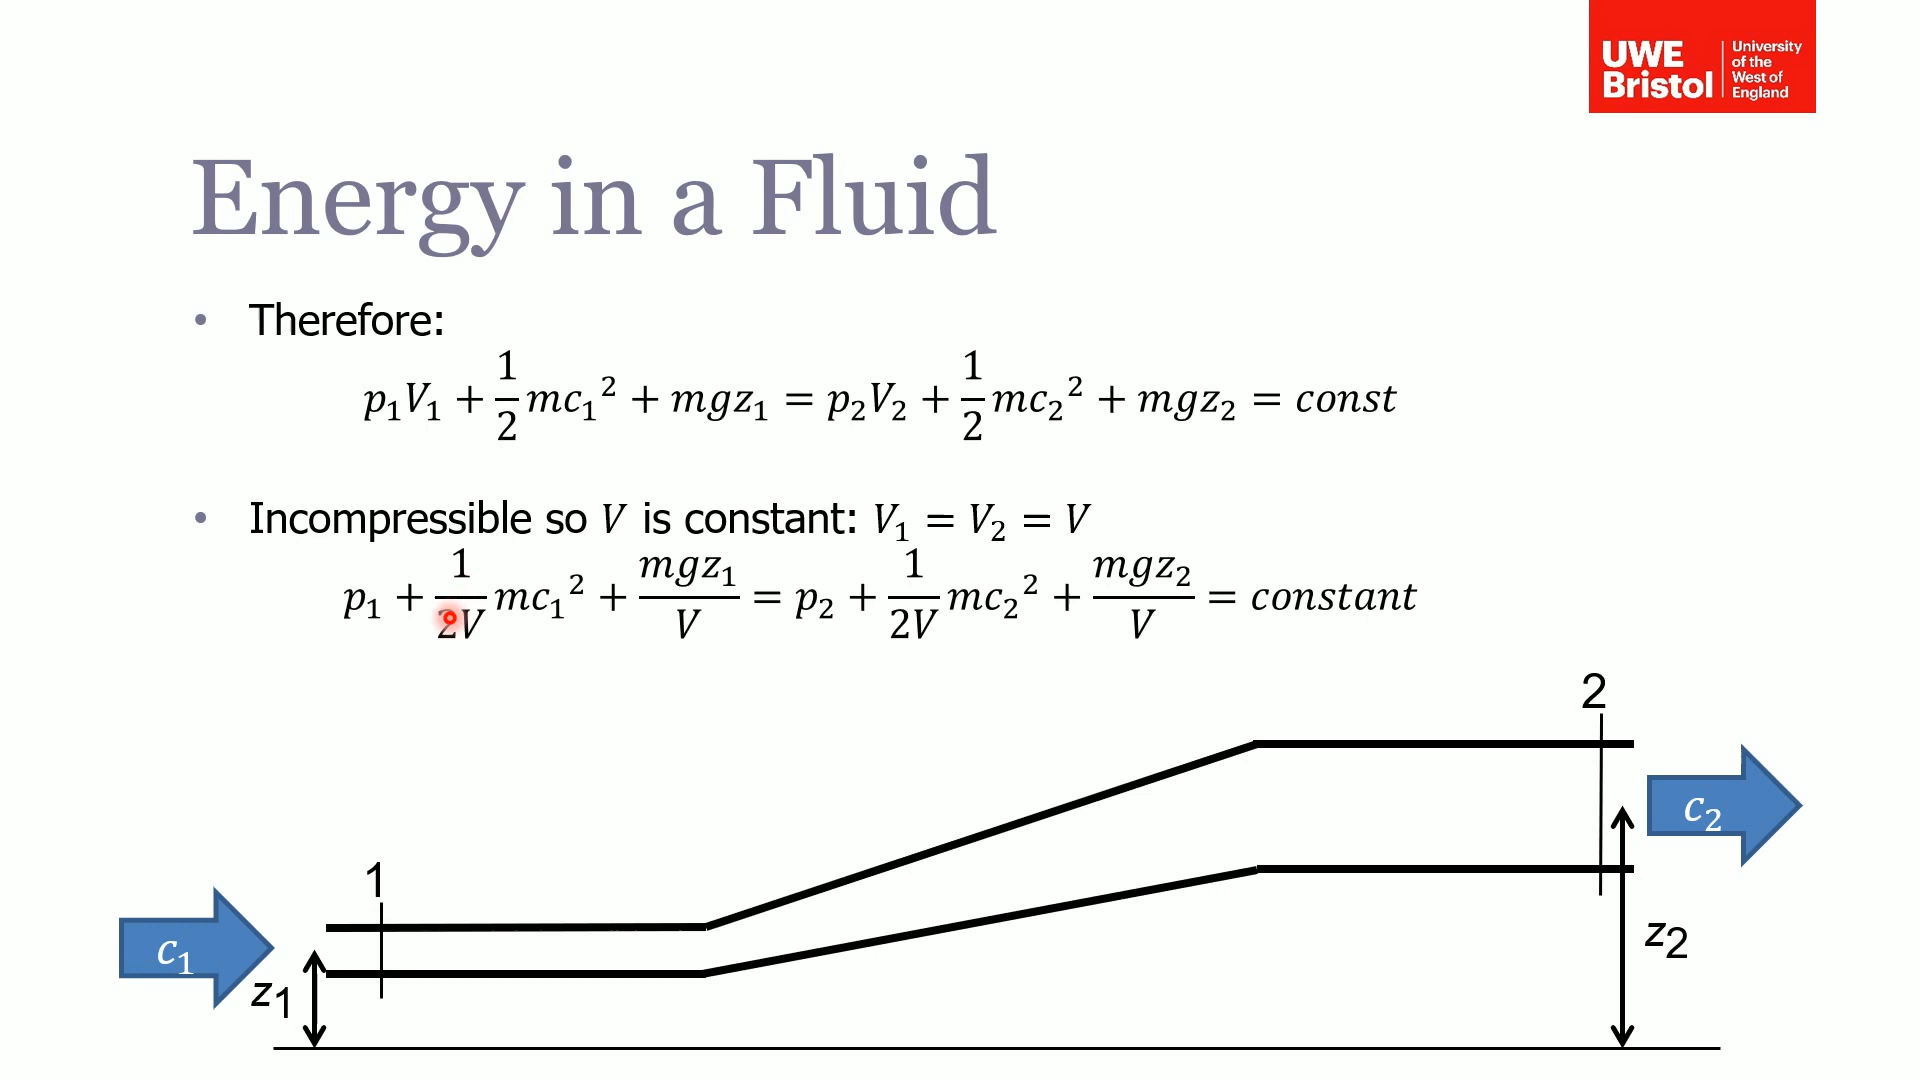 UWE Bristol
University of the West of England
Energy in a Fluid
• Therefore:
p₁V₁ + 1/2 mc₁² + mgz₁ = p₂V₂ + 1/2 mc₂² + mgz₂ = const
• Incompressible so V is constant: V₁ = V₂ = V
p₁ + 1/2V mc₁² + mgz₁/V = p₂ + 1/2V mc₂² + mgz₂/V = constant
2
c₂
1
z2
c₁
z1